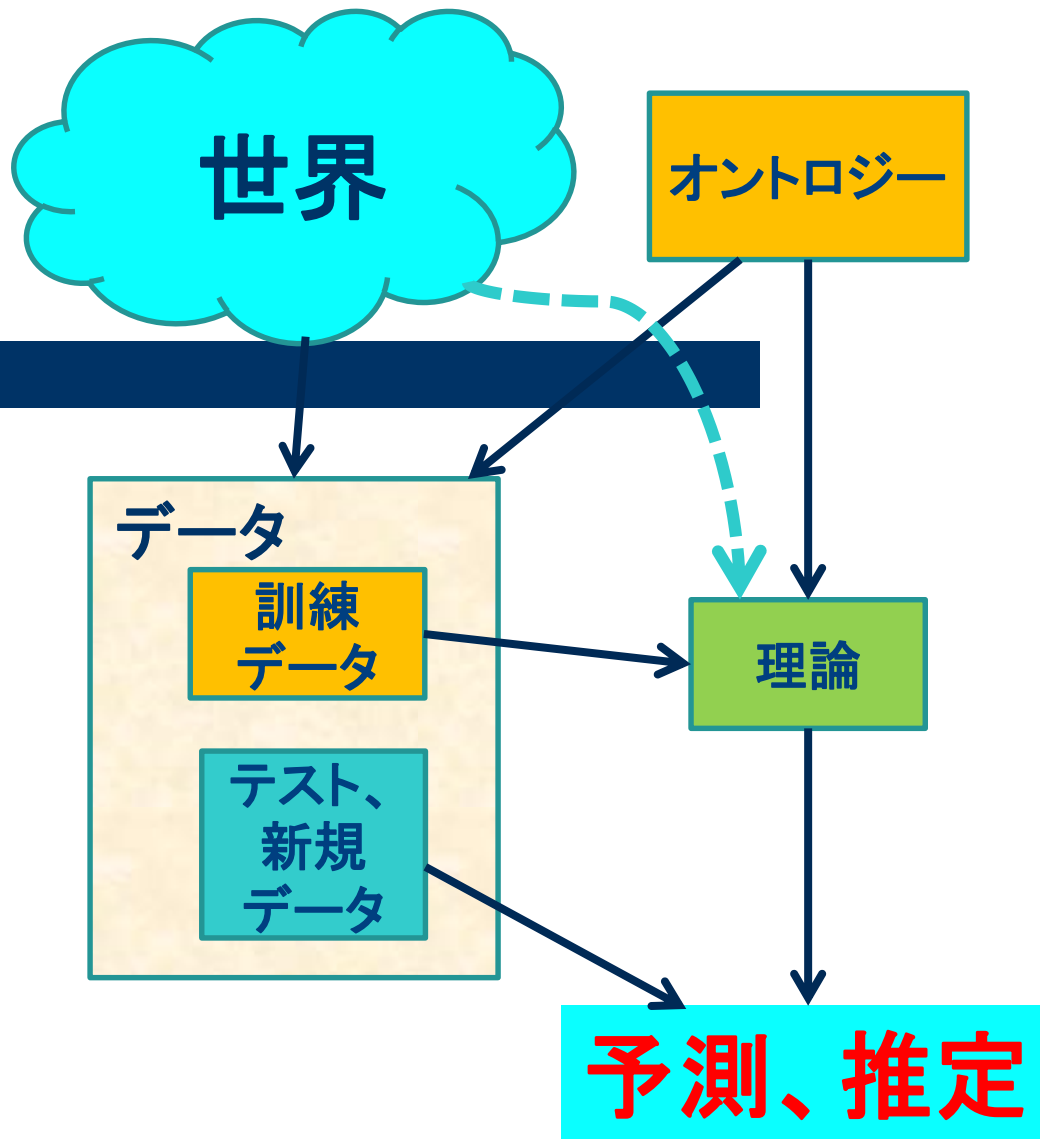 世界
オントロジー
データ
訓練
データ
理論
テスト、
新規
データ
予測、推定